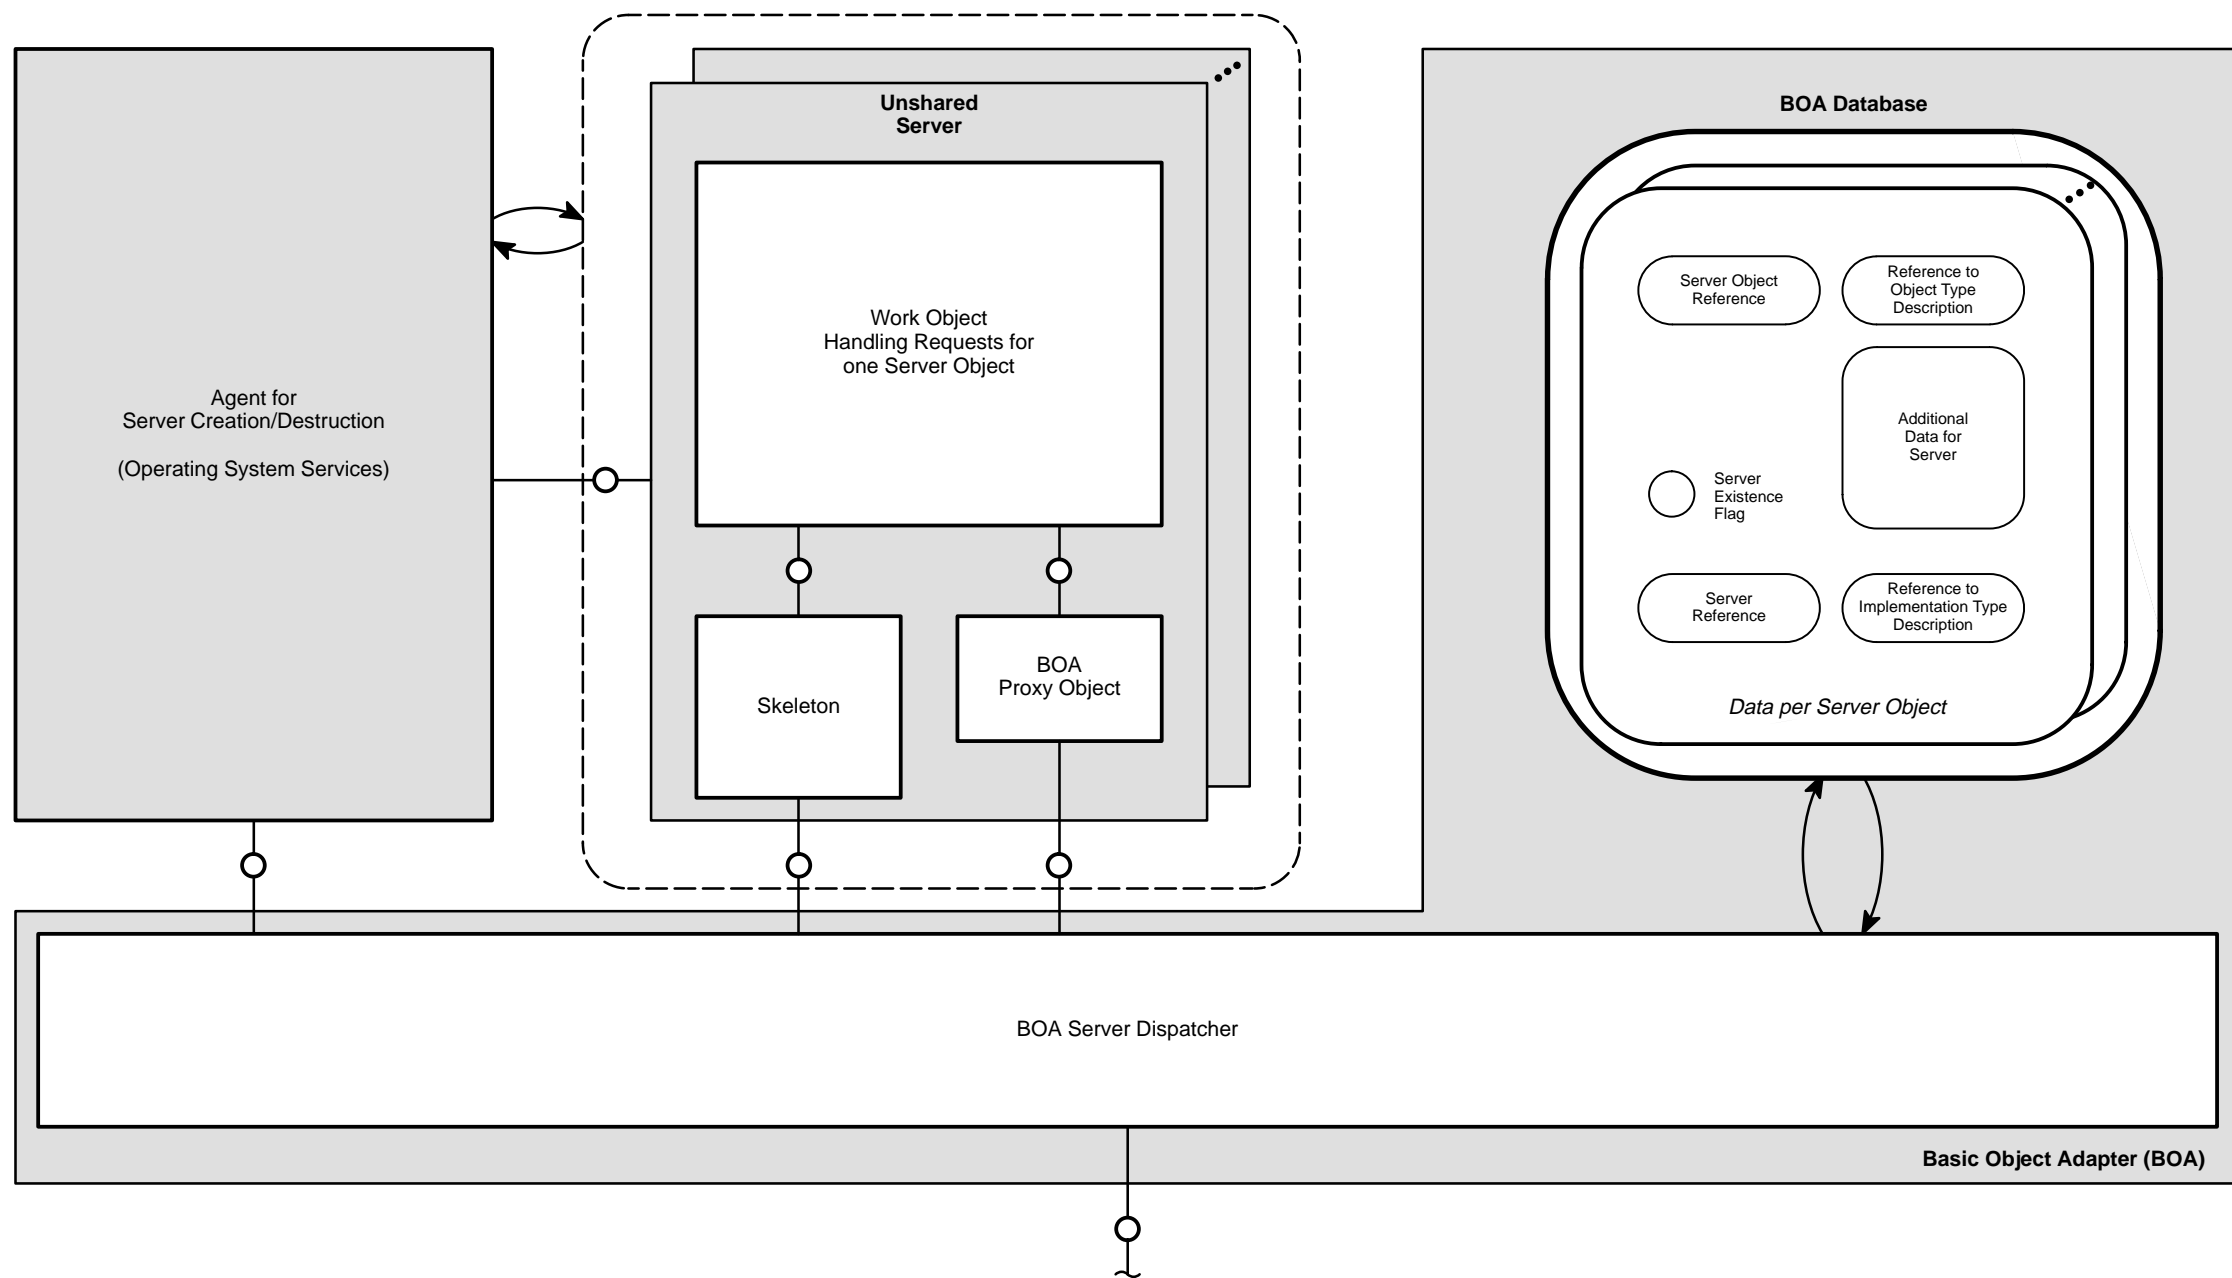 Unshared
Server
BOA Database
Work Object
Handling Requests for
one Server Object
Agent for
Server Creation/Destruction
(Operating System Services)
Server Object
Reference
Reference to
Object Type
Description
Additional
Data for
Server
Server
Existence
Flag
Server
Reference
Reference to
Implementation Type
Description
Data per Server Object
Skeleton
BOA
Proxy Object
BOA Server Dispatcher
Basic Object Adapter (BOA)